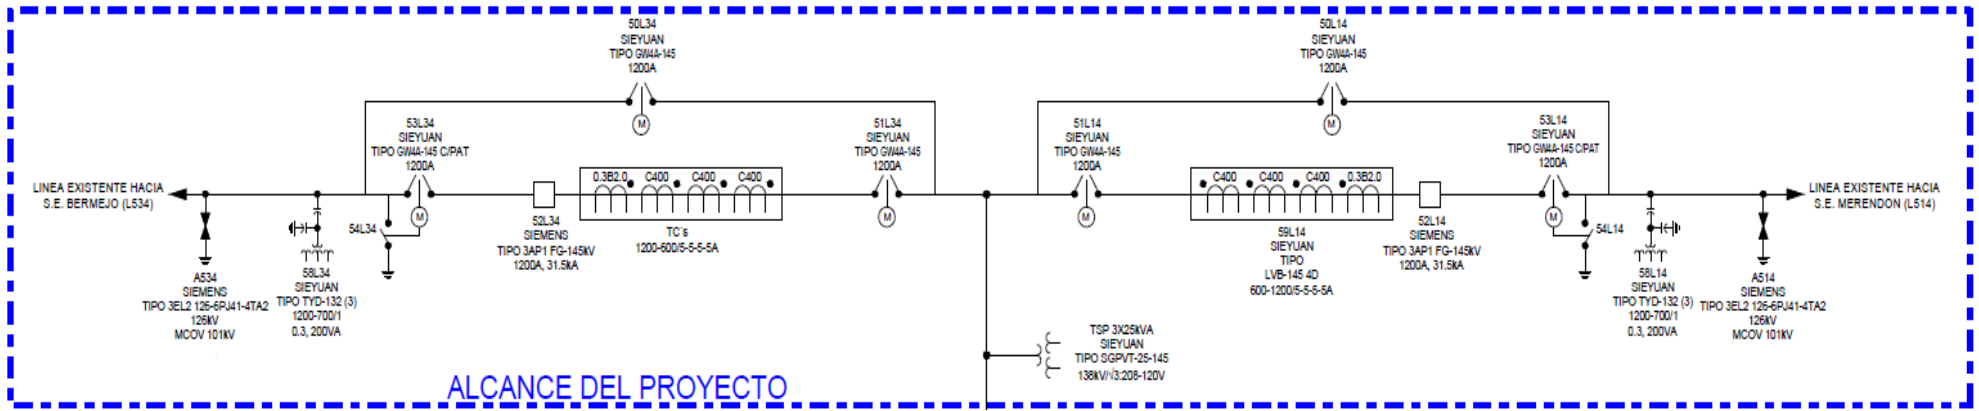 50L34
SIEYUAN
TIPO GW4A-145
1200A
50L14
SIEYUAN
TIPO GW4A-145
1200A
53L34
SIEYUAN
TIPO GW4A-145 C/PAT
1200A
M
51L34
SIEYUAN
TIPO GW4A-145
1200A
51L14
SIEYUAN
TIPO GW4A-145
1200A
M
53L14
SIEYUAN
TIPO GW4A-145 C/PAT
1200A
LINEA EXISTENTE HACIA
S.E. BERMEJO (L534)
0.3B2.0 C400 C400 C400
C400 C400 C400 0.3B2.0
LINEA EXISTENTE HACIA
S.E. MERENDON (L514)
M
M
M
M
54L34
54L14
52L34
SIEMENS
TIPO 3AP1 FG-145kV
1200A, 31.5kA
TC´s
1200-600/5-5-5-5A
59L14
SIEYUAN
TIPO
LVB-145 4D
600-1200/5-5-5-5A
52L14
SIEMENS
TIPO 3AP1 FG-145kV
1200A, 31.5kA
A534
SIEMENS
TIPO 3EL2 126-6PJ41-4TA2
126kV
MCOV 101kV
58L34
SIEYUAN
TIPO TYD-132 (3)
1200-700/1
0.3, 200VA
58L14
SIEYUAN
TIPO TYD-132 (3)
1200-700/1
0.3, 200VA
A514
SIEMENS
TIPO 3EL2 126-6PJ41-4TA2
126kV
MCOV 101kV
TSP 3X25kVA
SIEYUAN
TIPO SGPVT-25-145
138kV/√3:208-120V
ALCANCE DEL PROYECTO